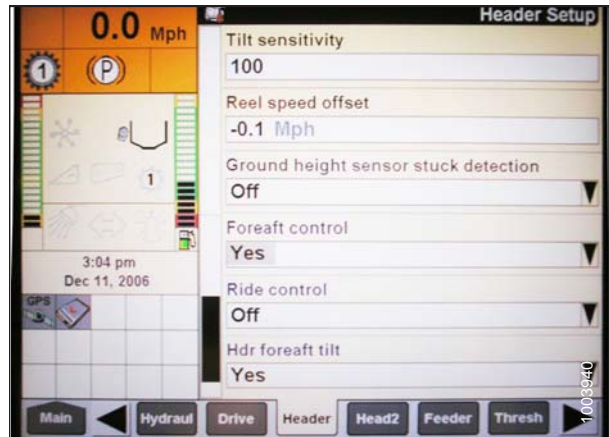 0.0 Mph
Header Setup
1
(P)
Tilt sensitivity
100
Reel speed offset
-0.1 Mph
Ground height sensor stuck detection
Off
1
Foreaft control
Yes
3:04 pm
Dec 11, 2006
GPS
Ride control
Off
Hdr foreaft tilt
Yes
Main
Hydraul
Drive
Header
Head2
Feeder
Thresh
1003940